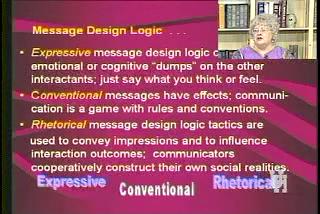 Message Design Logic . . .
• Expressive message design logic
emotional or cognitive "dumps" on the other
interactants; just say what you think or feel.
• Conventional messages have effects; communi-
cation is a game with rules and conventions.
• Rhetorical message design logic tactics are
used to convey impressions and to influence
interaction outcomes; communicators
cooperatively construct their own social realities.
Expressive Conventional Rhetorical